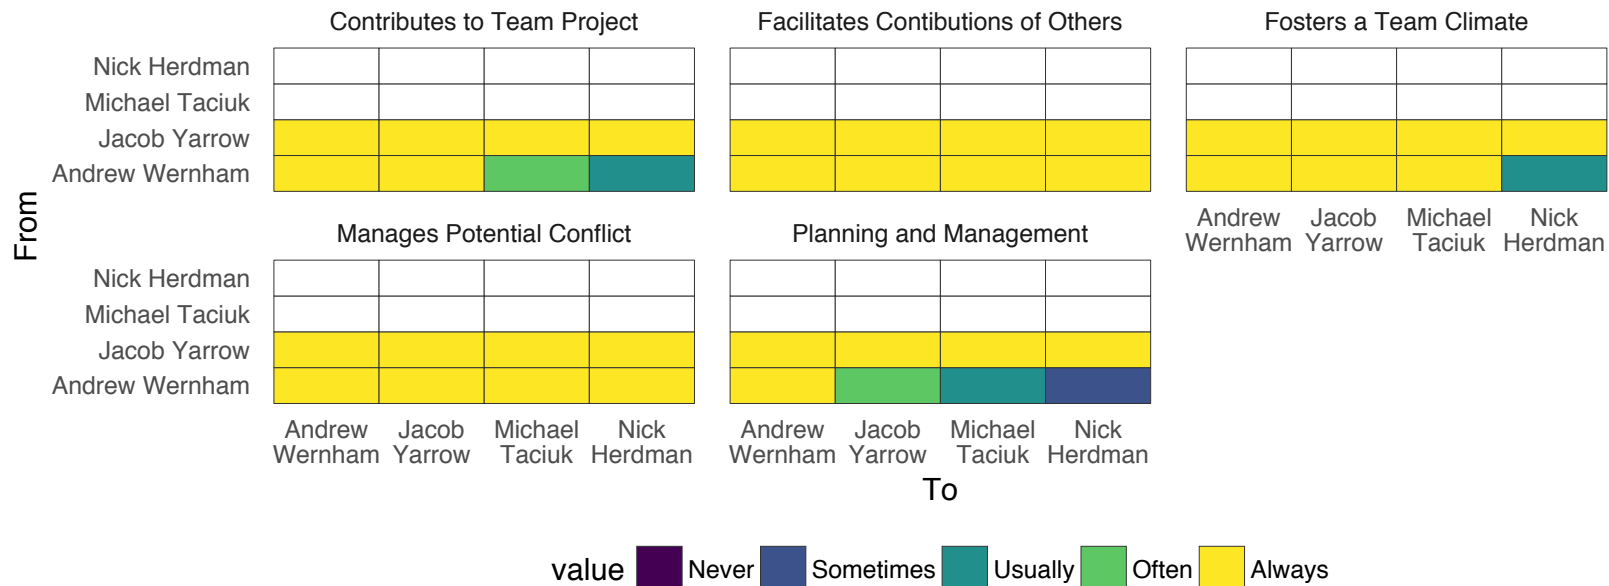 Contributes to Team Project
Facilitates Contibutions of Others
Fosters a Team Climate
Nick Herdman
Michael Taciuk
Jacob Yarrow
Andrew Wernham
From
Andrew Wernham
Jacob Yarrow
Michael Taciuk
Nick Herdman
Manages Potential Conflict
Planning and Management
Nick Herdman
Michael Taciuk
Jacob Yarrow
Andrew Wernham
Andrew Wernham
Jacob Yarrow
Michael Taciuk
Nick Herdman
Andrew Wernham
Jacob Yarrow
Michael Taciuk
Nick Herdman
To
value Never Sometimes Usually Often Always